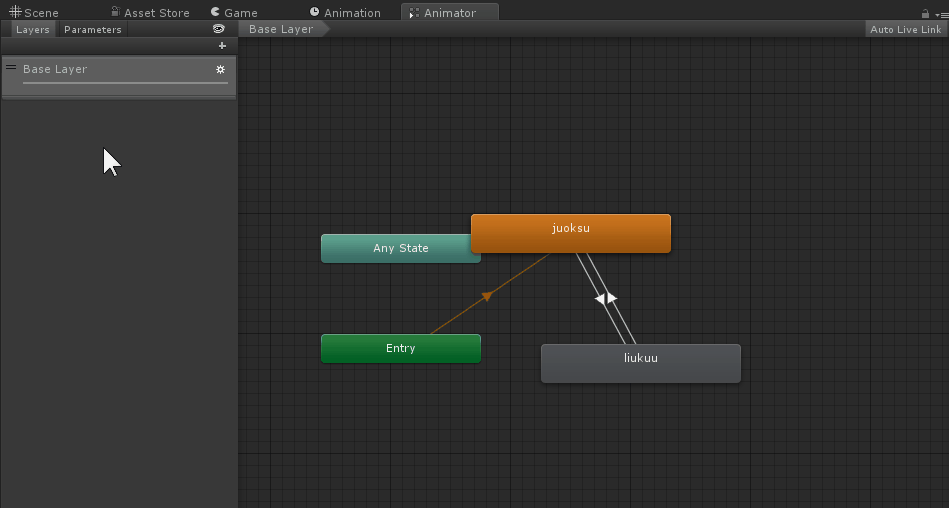 Scene Asset Store Game Animation Animator
Layers Parameters Base Layer Auto Live Link
+
Base Layer
juoksu
Any State
Entry
liukuu